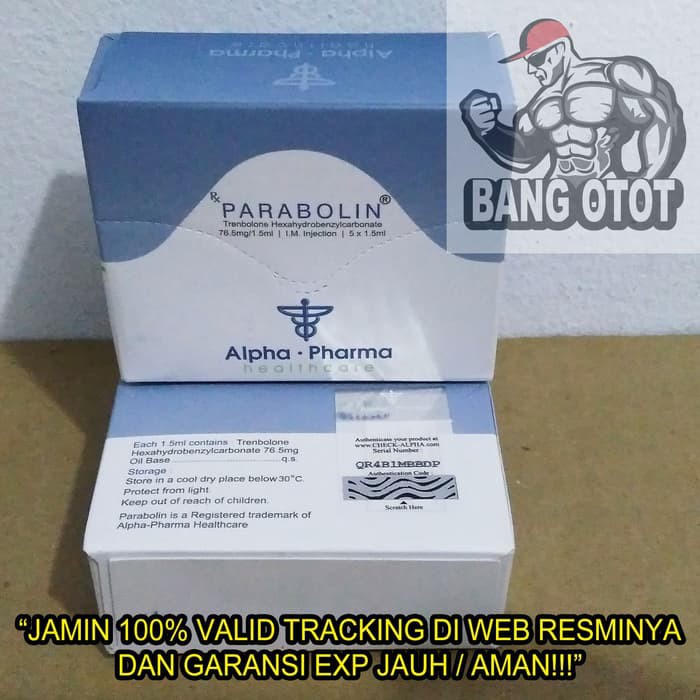 Alpha · Pharma
healthcare
BANG OTOT
Rx PARABOLIN®
Trenbolone Hexahydrobenzylcarbonate
76.5mg/1.5ml | I.M. Injection | 5 x 1.5ml
Alpha · Pharma
healthcare
Each 1.5ml contains Trenbolone
Hexahydrobenzylcarbonate 76.5mg
Oil Base q.s.
Storage :
Store in a cool dry place below 30°C.
Protect from light.
Keep out of reach of children.
Parabolin is a Registered trademark of
Alpha-Pharma Healthcare
Authenticate your product at
www.CHECK-ALPHA.com
Serial Number
QR4B1MBBDP
Authentication Code
Scratch Here
“JAMIN 100% VALID TRACKING DI WEB RESMINYA
DAN GARANSI EXP JAUH / AMAN!!!”